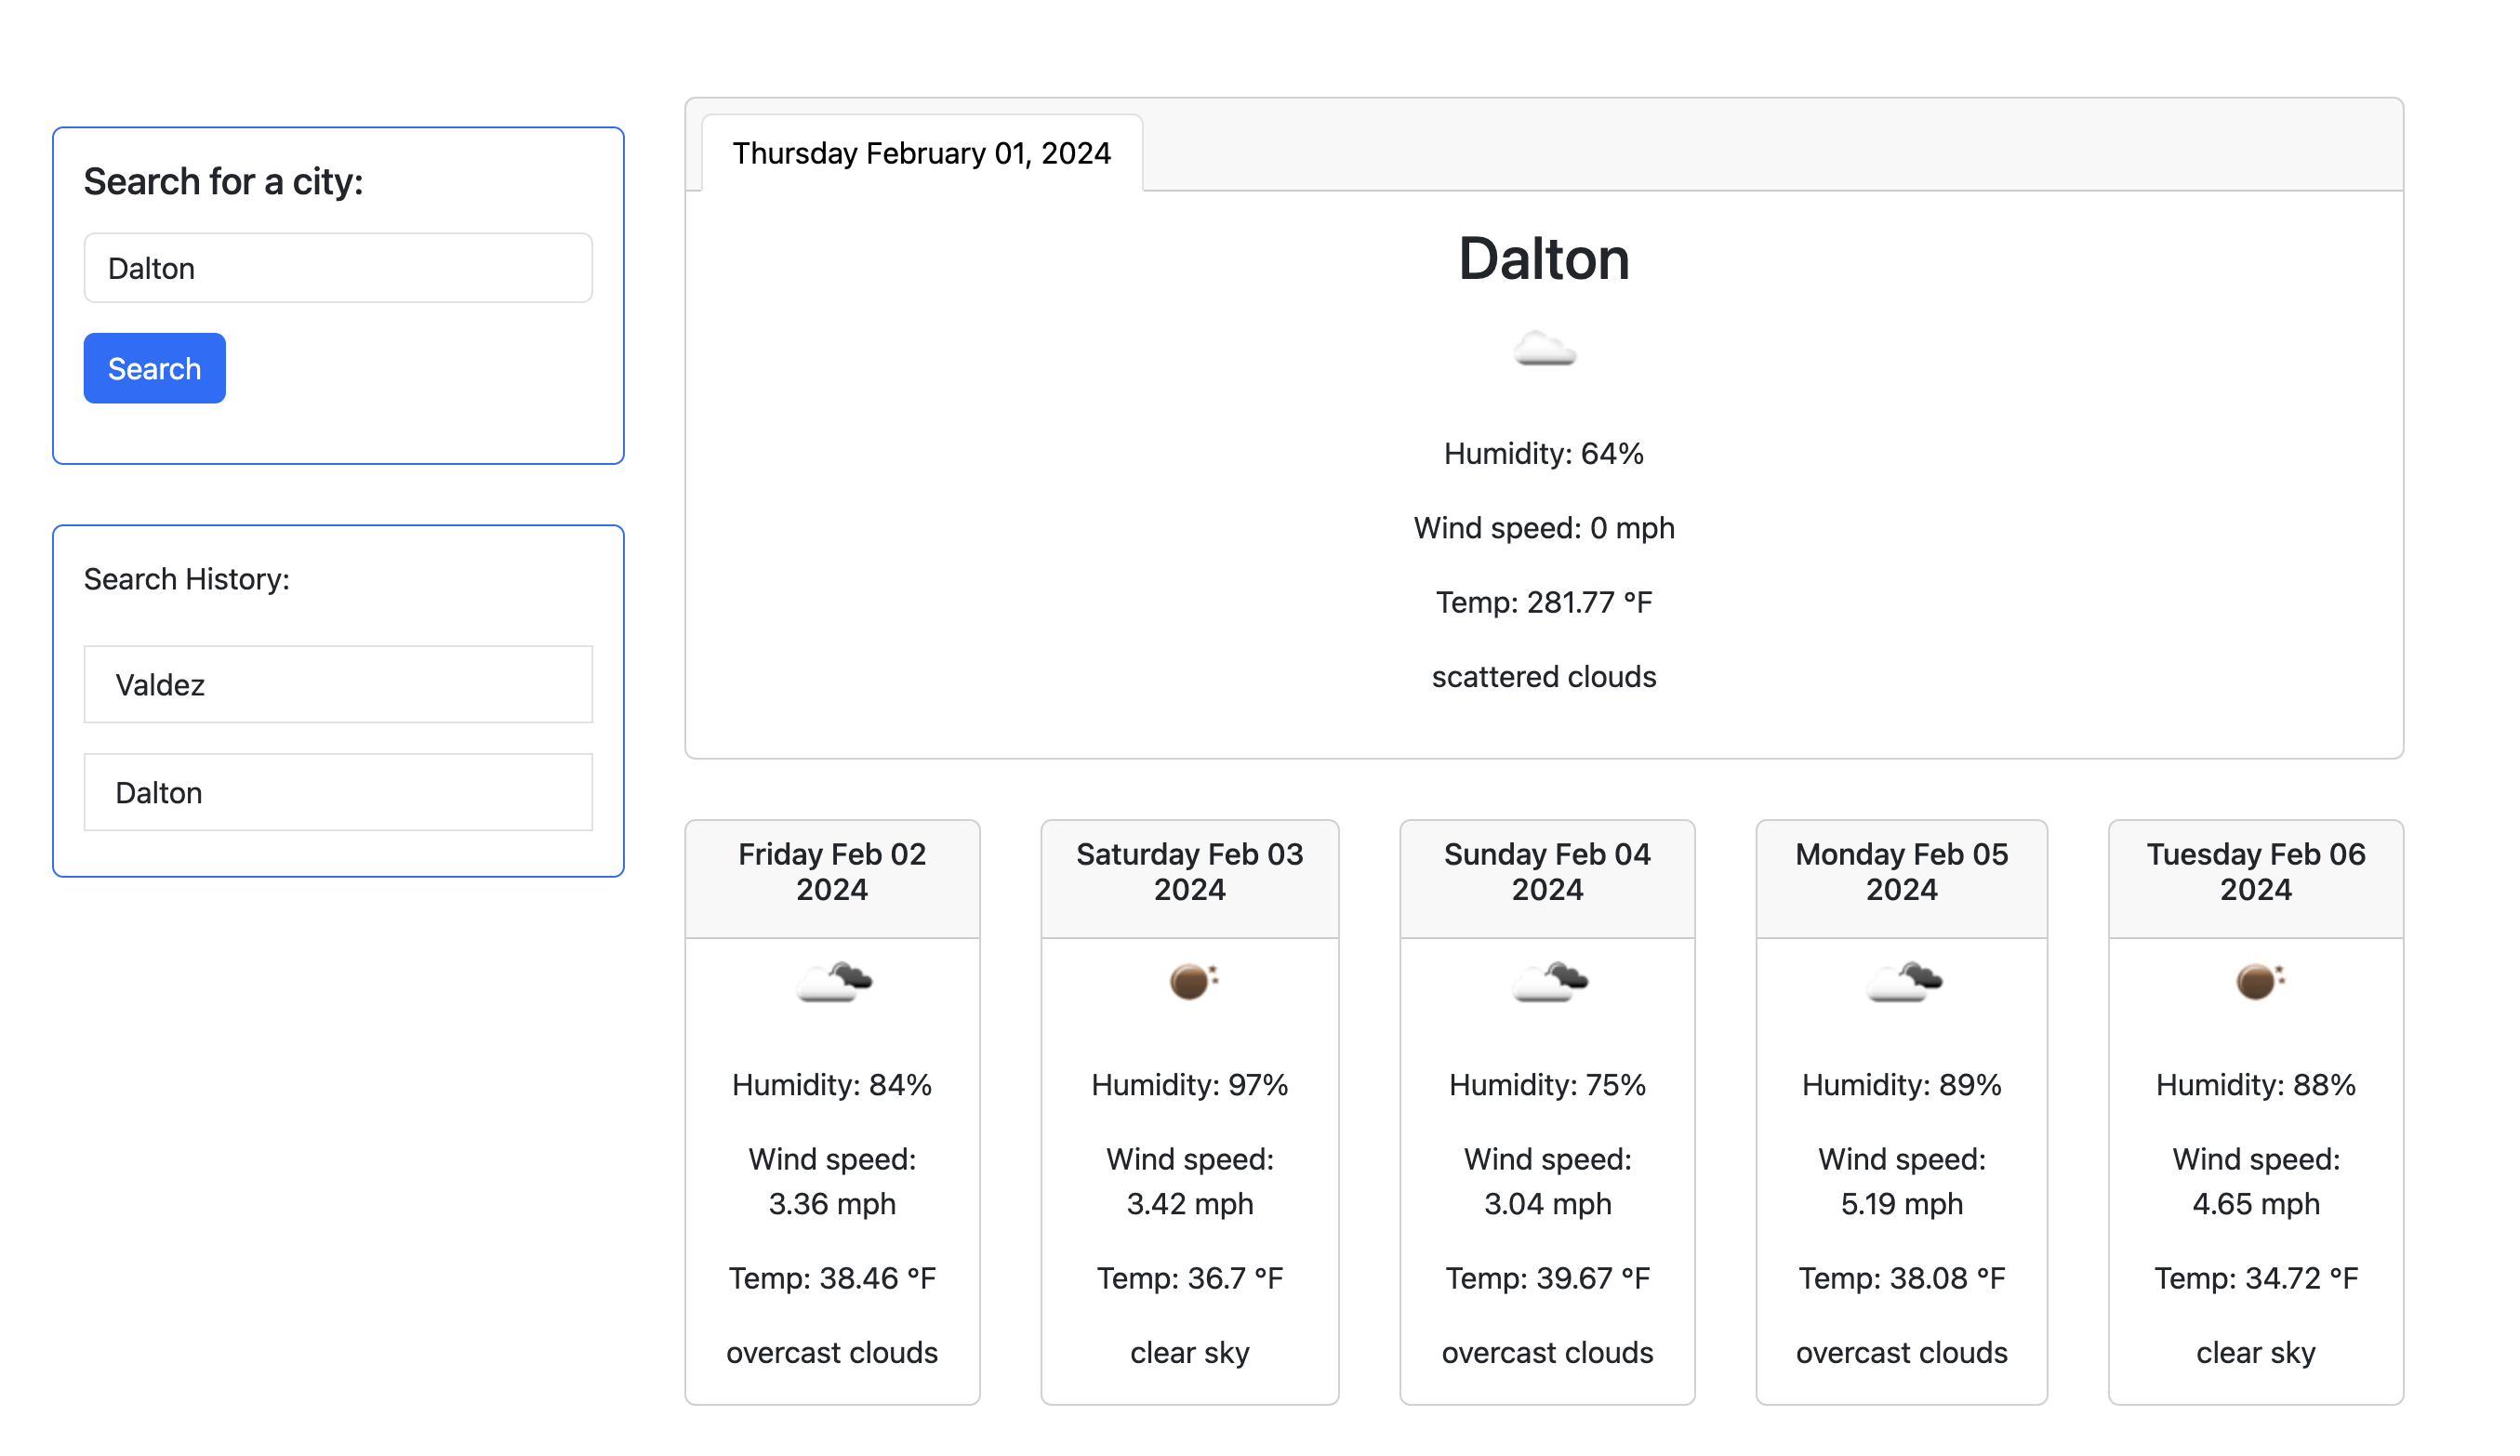 Search for a city:
Dalton
Search
Search History:
Valdez
Dalton
Thursday February 01, 2024
Dalton
Humidity: 64%
Wind speed: 0 mph
Temp: 281.77 °F
scattered clouds
Friday Feb 02
2024
Humidity: 84%
Wind speed:
3.36 mph
Temp: 38.46 °F
overcast clouds
Saturday Feb 03
2024
Humidity: 97%
Wind speed:
3.42 mph
Temp: 36.7 °F
clear sky
Sunday Feb 04
2024
Humidity: 75%
Wind speed:
3.04 mph
Temp: 39.67 °F
overcast clouds
Monday Feb 05
2024
Humidity: 89%
Wind speed:
5.19 mph
Temp: 38.08 °F
overcast clouds
Tuesday Feb 06
2024
Humidity: 88%
Wind speed:
4.65 mph
Temp: 34.72 °F
clear sky